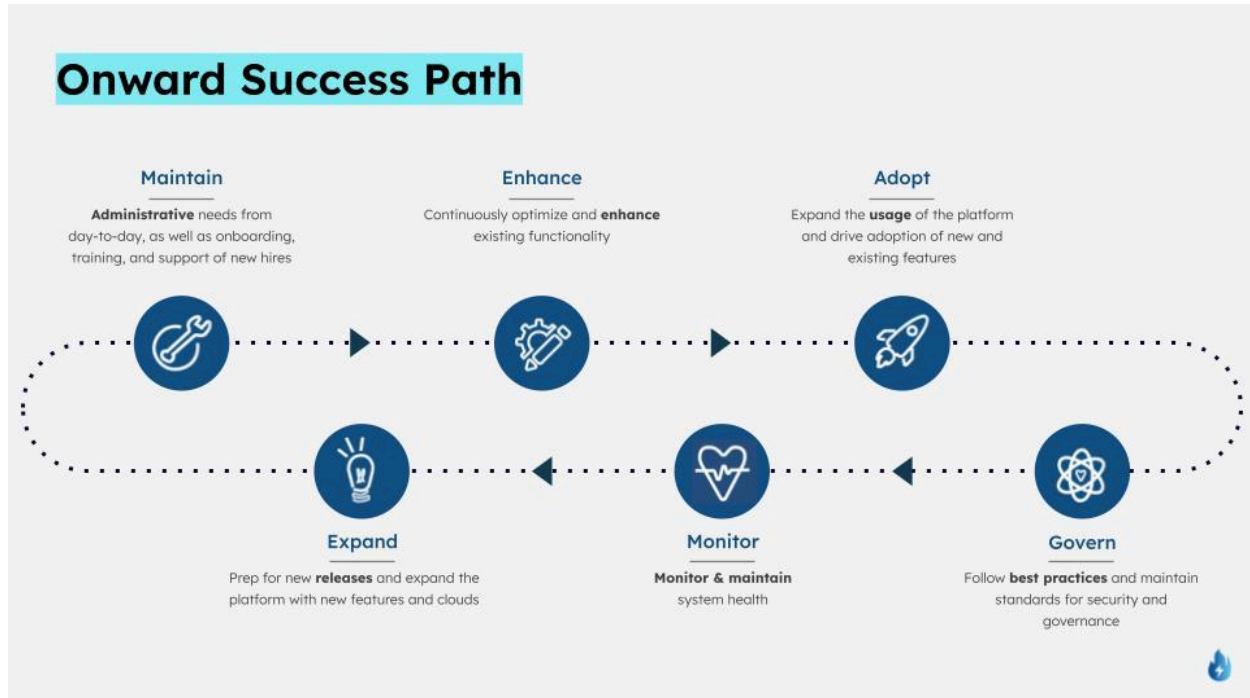 Onward Success Path
Maintain
Administrative needs from
day-to-day, as well as onboarding,
training, and support of new hires
Enhance
Continuously optimize and enhance
existing functionality
Adopt
Expand the usage of the platform
and drive adoption of new and
existing features
Govern
Follow best practices and maintain
standards for security and
governance
Monitor
Monitor & maintain
system health
Expand
Prep for new releases and expand the
platform with new features and clouds